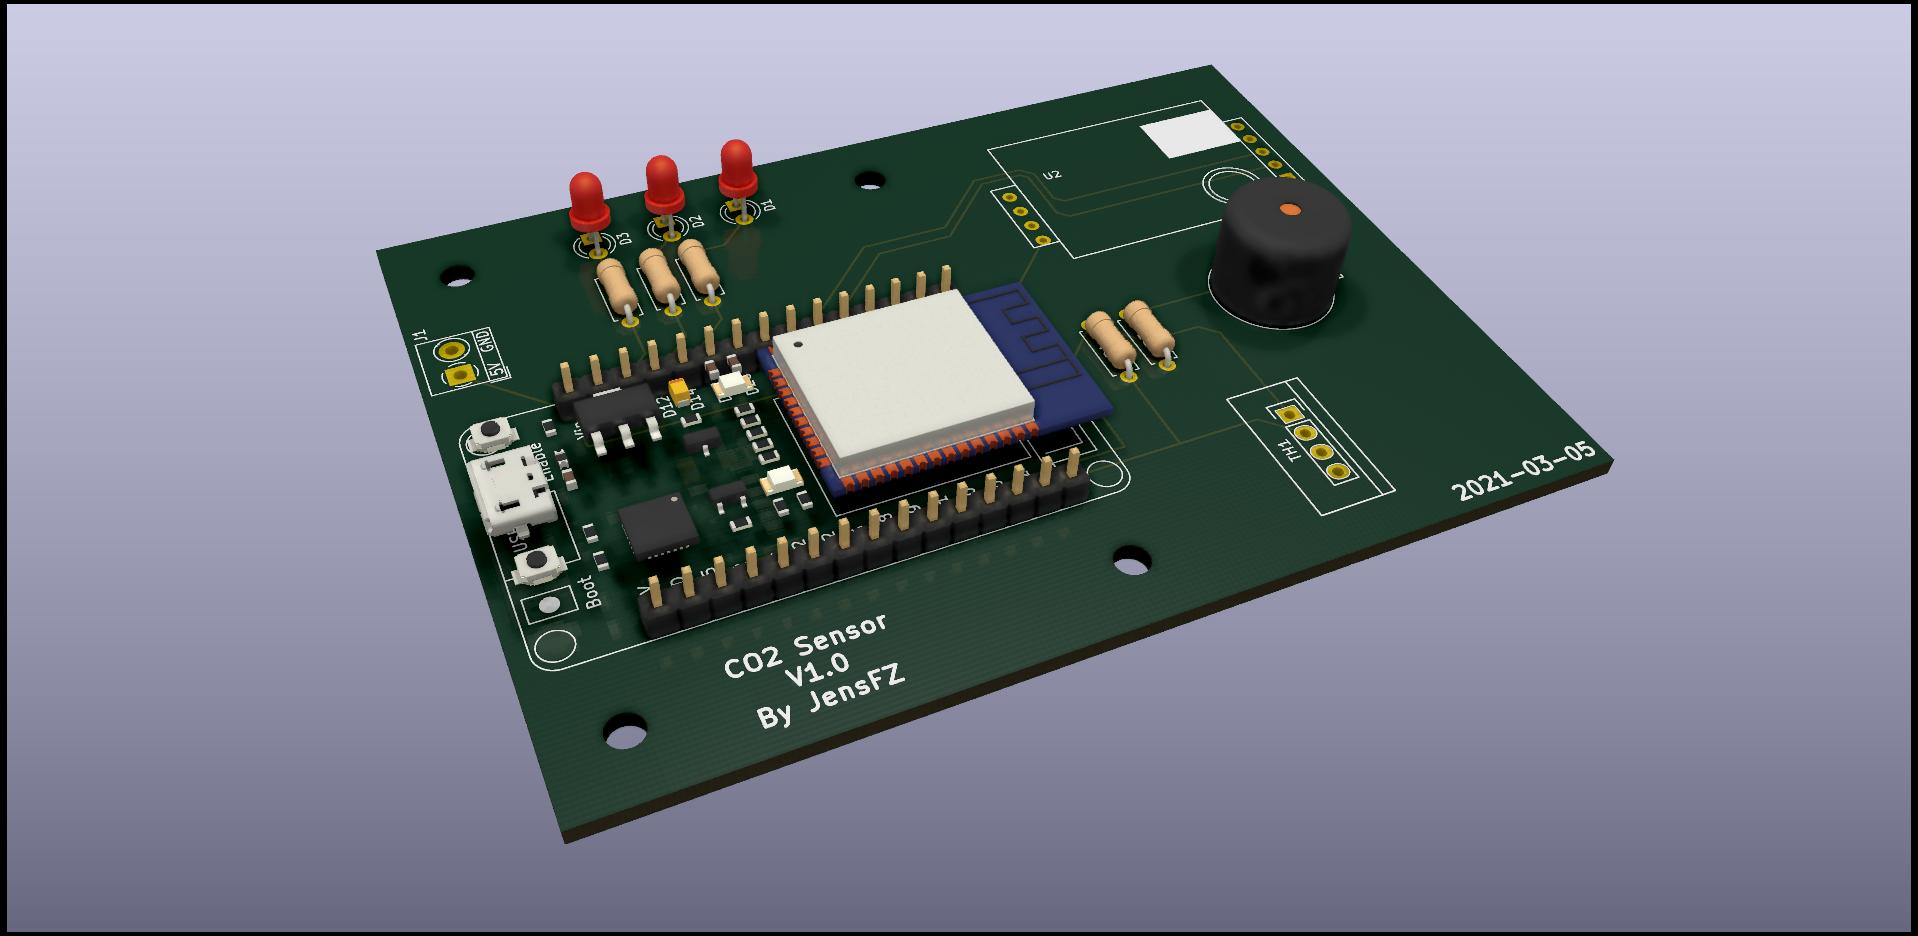 D1
D2
D3
U2
J1
GND
5V
D12
D14
Enable
TH1
2021-03-05
Boot
CO2 Sensor
V1.0
By JensFZ